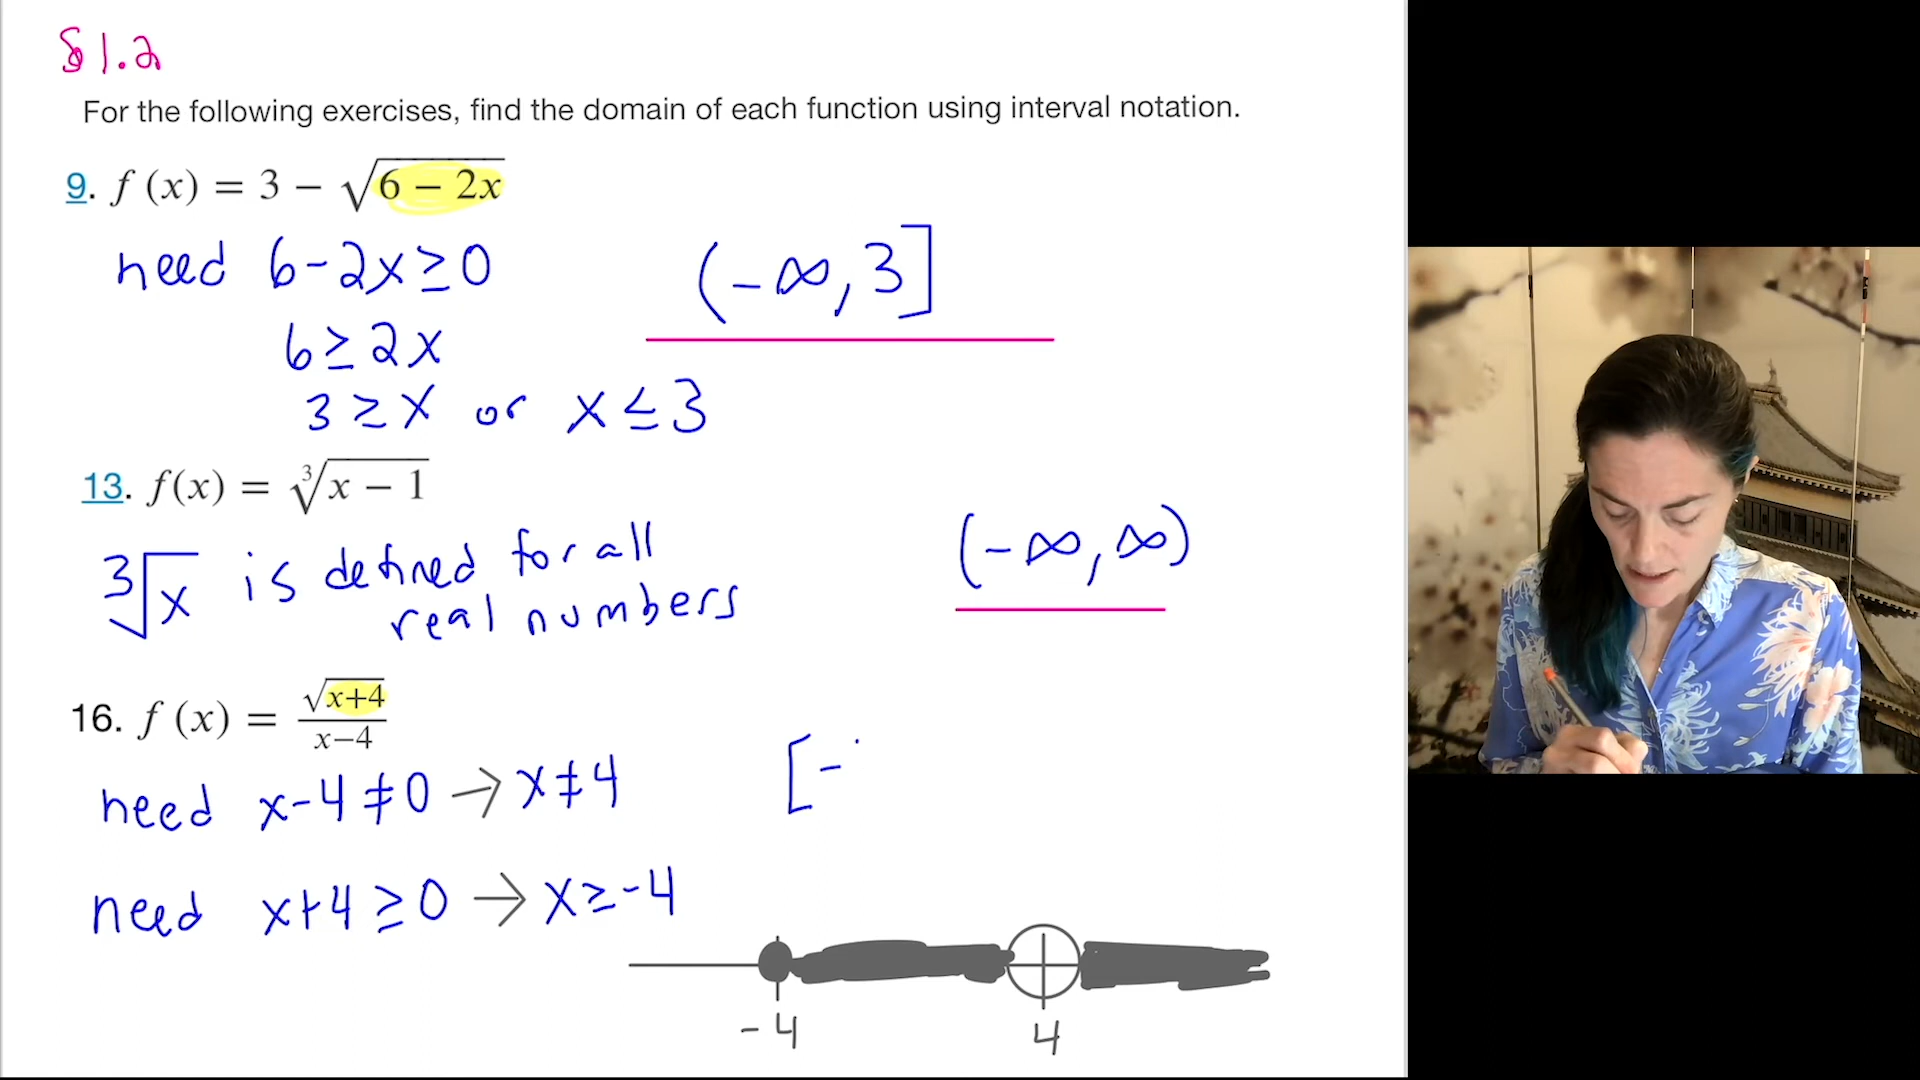 §1.2
For the following exercises, find the domain of each function using interval notation.
9. f(x) = 3 − √(6 − 2x)
need 6-2x≥0
(-∞,3]
6≥2x
3≥x or x≤3
13. f(x) = ∛(x − 1)
∛x is defined for all
real numbers
(-∞,∞)
16. f(x) = √(x+4)/(x−4)
need x-4≠0 → x≠4
[-
need x+4≥0 → x≥-4
-4 4